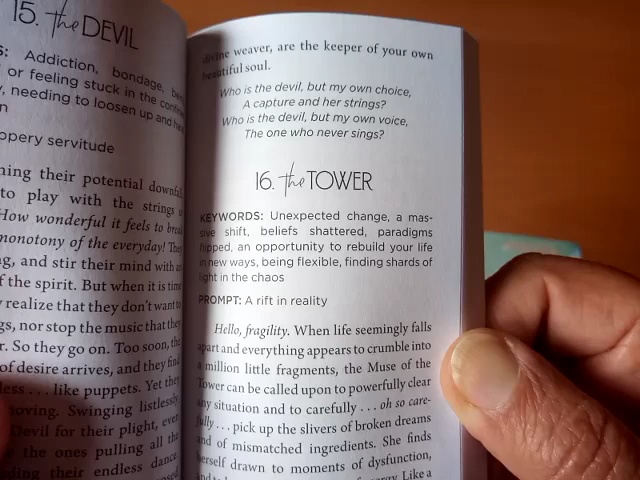 15. the DEVIL
Addiction, bondage,
or feeling stuck in the
needing to loosen up and
servitude
their potential
to play with the strings
How wonderful it feels to
monotony of the everyday! They
and stir their mind with
the spirit. But when it is time
realize that they don't want to
nor stop the music that they
So they go on. Too soon, the
of desire arrives, and they find
like puppets. Yet they
Swinging listlessly
Devil for their plight, ever
the ones pulling all the
their endless dance
divine weaver, are the keeper of your own
beautiful soul.
Who is the devil, but my own choice,
A capture and her strings?
Who is the devil, but my own voice,
The one who never sings?
16. the TOWER
KEYWORDS: Unexpected change, a mas-
sive shift, beliefs shattered, paradigms
flipped, an opportunity to rebuild your life
in new ways, being flexible, finding shards of
light in the chaos
PROMPT: A rift in reality
Hello, fragility. When life seemingly falls
apart and everything appears to crumble into
a million little fragments, the Muse of the
Tower can be called upon to powerfully clear
any situation and to carefully . . . oh so care-
fully . . . pick up the slivers of broken dreams
and of mismatched ingredients. She finds
herself drawn to moments of dysfunction,
Like a